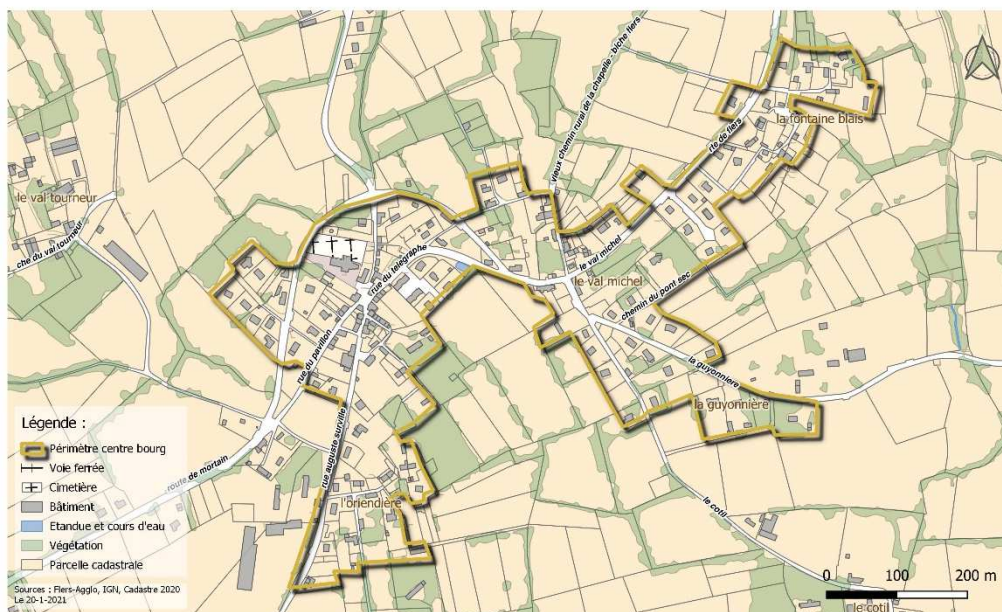 vieux chemin rural de la chapelle - biche flers
rte de flers
la fontaine blais
le val tourneur
che du val tourneur
rue du telegraphe
le val michel
le val michel
chemin du pont sec
rue du pavillon
la guyonniere
la guyonnière
rue auguste surville
route de mortain
l'oriendière
le cotil
le cotil
Légende :
Périmètre centre bourg
Voie ferrée
Cimetière
Bâtiment
Etandue et cours d'eau
Végétation
Parcelle cadastrale
Sources : Flers-Agglo, IGN, Cadastre 2020
Le 20-1-2021
0 100 200 m